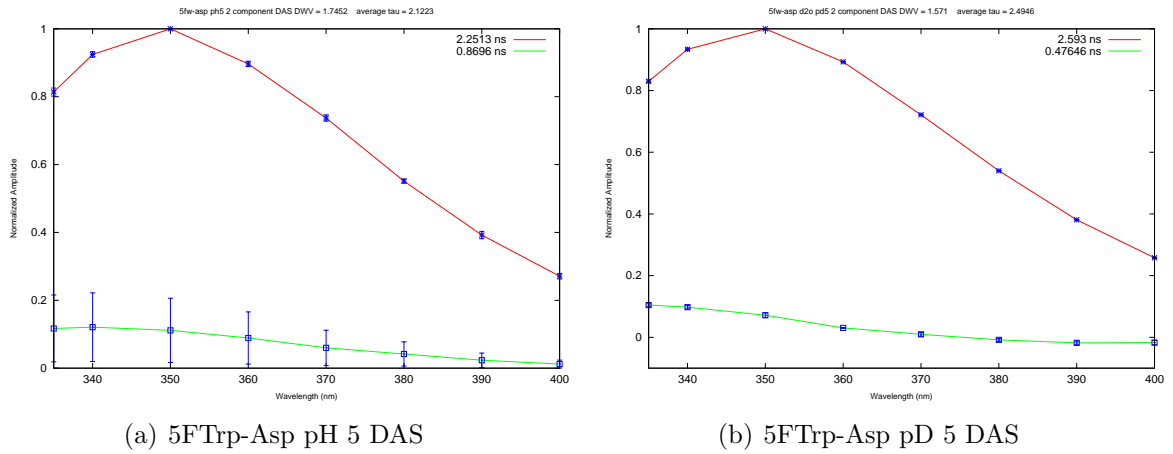 5fw-asp ph5 2 component DAS DWV = 1.7452 average tau = 2.1223
2.2513 ns
0.8696 ns
Normalized Amplitude
1
0.8
0.6
0.4
0.2
0
340 350 360 370 380 390 400
Wavelength (nm)
(a) 5FTrp-Asp pH 5 DAS
5fw-asp d2o pd5 2 component DAS DWV = 1.571 average tau = 2.4946
2.593 ns
0.47646 ns
Normalized Amplitude
1
0.8
0.6
0.4
0.2
0
340 350 360 370 380 390 400
Wavelength (nm)
(b) 5FTrp-Asp pD 5 DAS